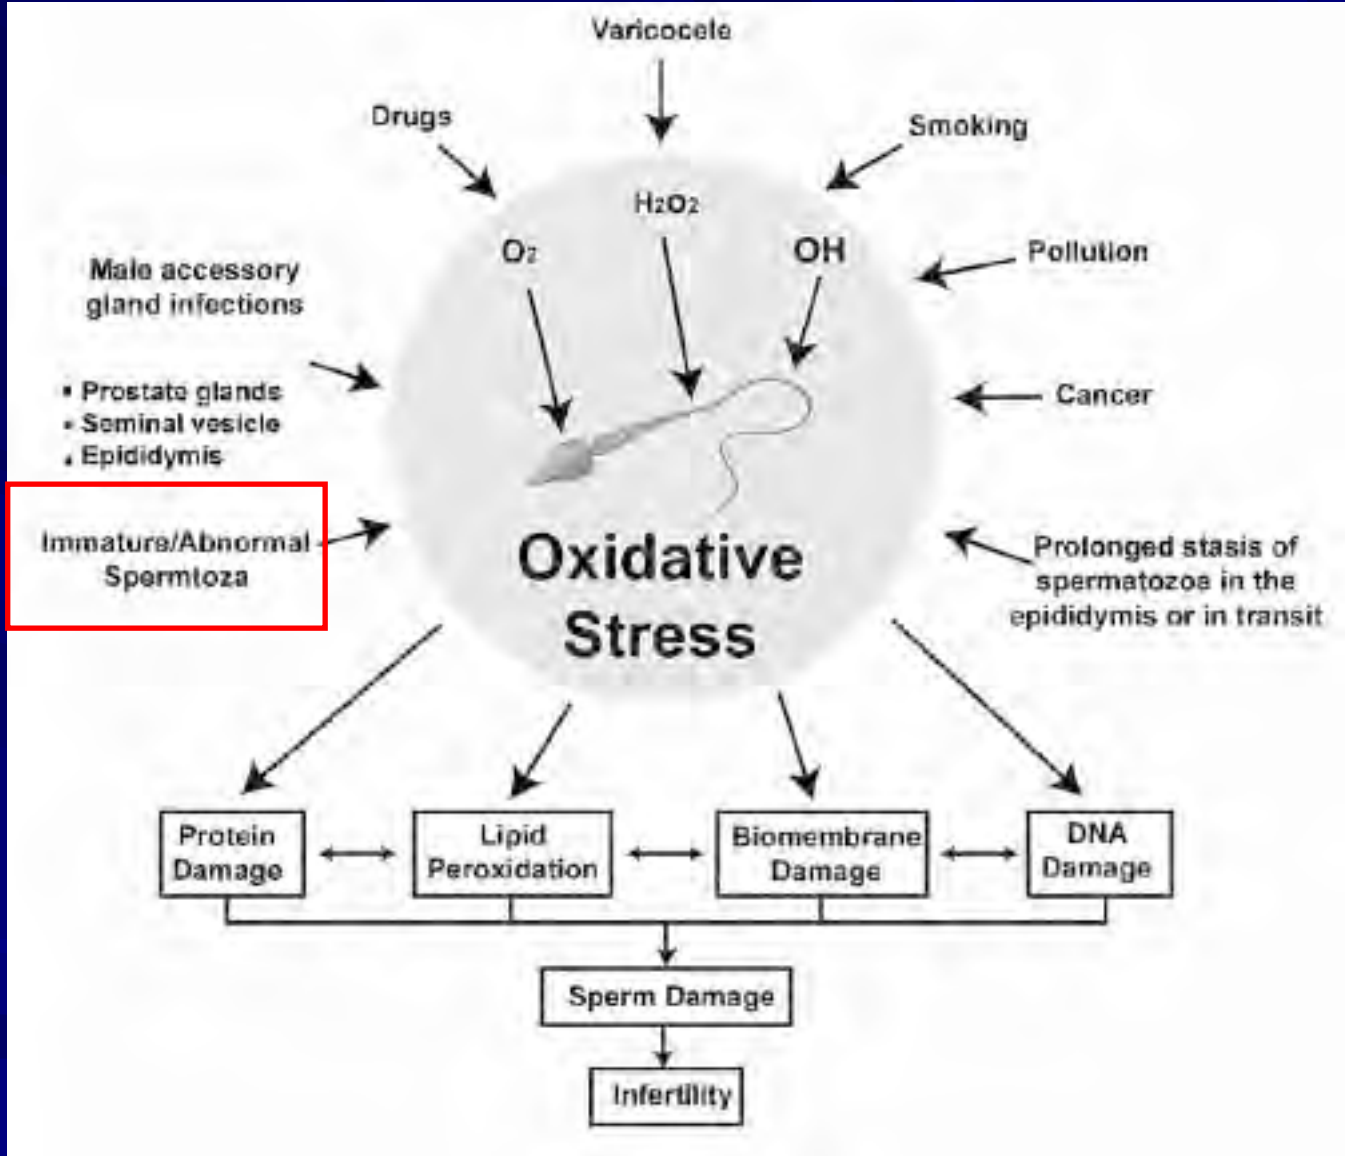 Varicocele
Drugs
Smoking
H2O2
O2
OH
Pollution
Male accessory
gland infections
▪ Prostate glands
▪ Seminal vesicle
▪ Epididymis
Cancer
Immature/Abnormal
Spermtoza
Oxidative
Stress
Prolonged stasis of
spermatozoa in the
epididymis or in transit
Protein
Damage
Lipid
Peroxidation
Biomembrane
Damage
DNA
Damage
Sperm Damage
Infertility